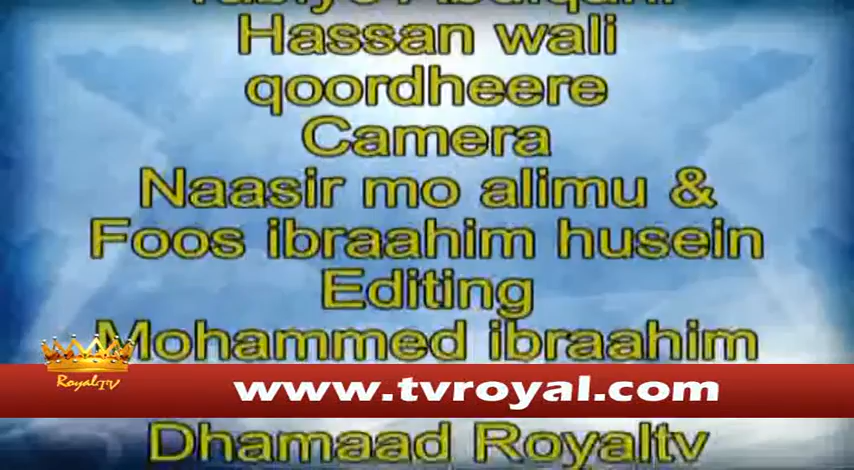 Hassan wali
qoordheere
Camera
Naasir mo alimu &
Foos ibraahim husein
Editing
Mohammed ibraahim
RoyalTV
www.tvroyal.com
Dhamaad Royaltv